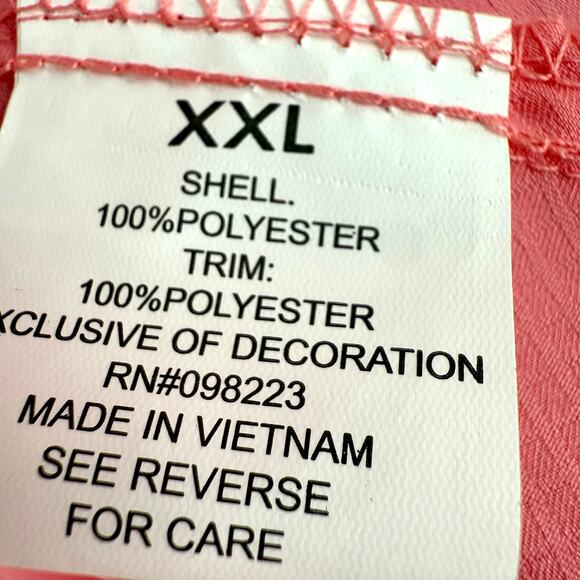 XXL
SHELL.
100%POLYESTER
TRIM:
100%POLYESTER
XCLUSIVE OF DECORATION
RN#098223
MADE IN VIETNAM
SEE REVERSE
FOR CARE